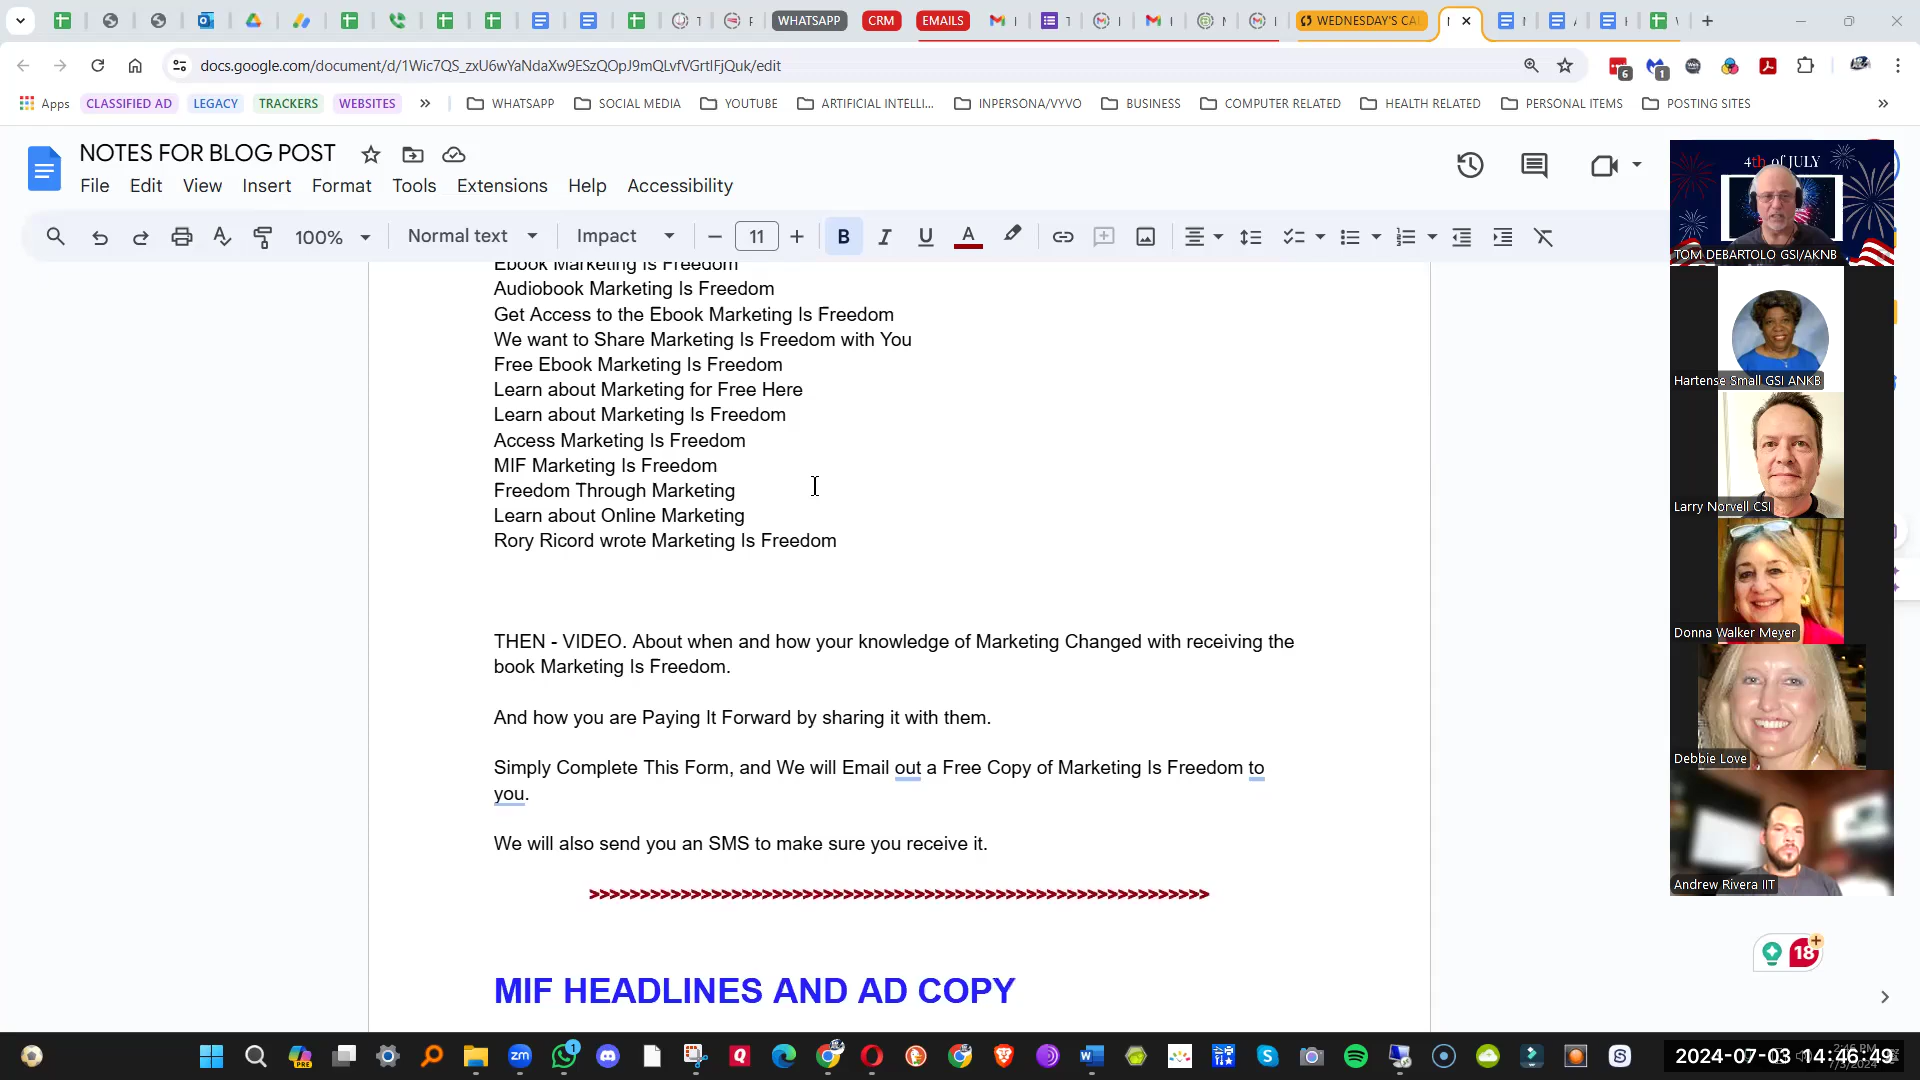 WHATSAPP CRM EMAILS WEDNESDAY'S CA
docs.google.com/document/d/1Wic7QS_zxU6wYaNdaXw9ESzQOpJ9mQLvfVGrtIFjQuk/edit
6 1
Apps CLASSIFIED AD LEGACY TRACKERS WEBSITES WHATSAPP SOCIAL MEDIA YOUTUBE ARTIFICIAL INTELLI... INPERSONA/VYVO BUSINESS COMPUTER RELATED HEALTH RELATED PERSONAL ITEMS POSTING SITES
NOTES FOR BLOG POST
File Edit View Insert Format Tools Extensions Help Accessibility
100% Normal text Impact 11 B I U A
Ebook Marketing Is Freedom
Audiobook Marketing Is Freedom
Get Access to the Ebook Marketing Is Freedom
We want to Share Marketing Is Freedom with You
Free Ebook Marketing Is Freedom
Learn about Marketing for Free Here
Learn about Marketing Is Freedom
Access Marketing Is Freedom
MIF Marketing Is Freedom
Freedom Through Marketing
Learn about Online Marketing
Rory Ricord wrote Marketing Is Freedom
THEN - VIDEO. About when and how your knowledge of Marketing Changed with receiving the
book Marketing Is Freedom.
And how you are Paying It Forward by sharing it with them.
Simply Complete This Form, and We will Email out a Free Copy of Marketing Is Freedom to
you.
We will also send you an SMS to make sure you receive it.
>>>>>>>>>>>>>>>>>>>>>>>>>>>>>>>>>>>>>>>>>>>>>>>>>>>>>>>>>>>>
MIF HEADLINES AND AD COPY
4th of JULY
TOM DEBARTOLO GSI/AKNB
Hartense Small GSI ANKB
Larry Norvell CSI
Donna Walker Meyer
Debbie Love
Andrew Rivera IIT
18
2024-07-03 14:46:49